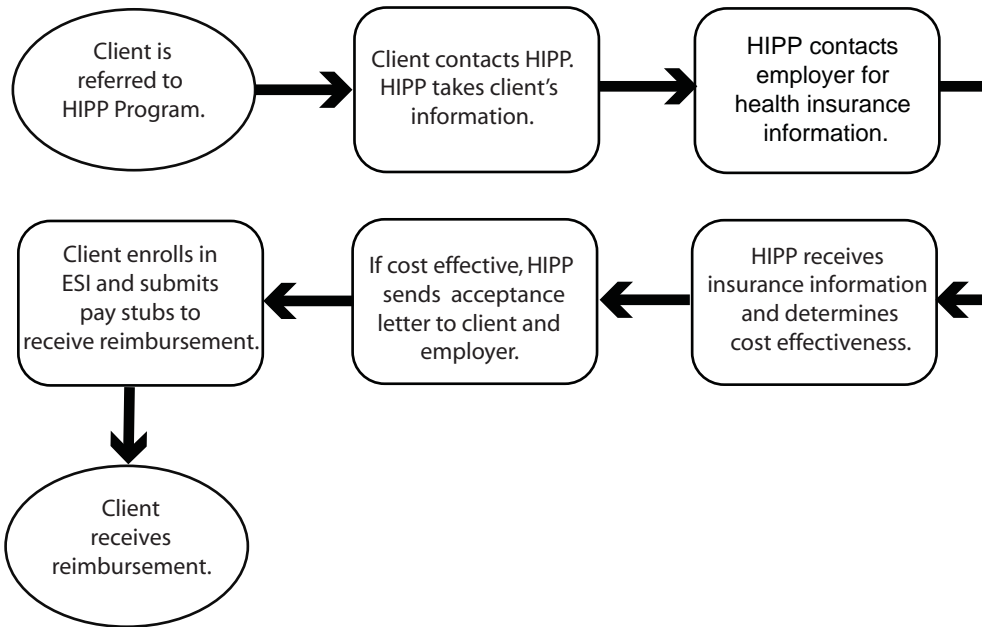 Client is
referred to
HIPP Program.
Client contacts HIPP.
HIPP takes client's
information.
HIPP contacts
employer for
health insurance
information.
HIPP receives
insurance information
and determines
cost effectiveness.
If cost effective, HIPP
sends acceptance
letter to client and
employer.
Client enrolls in
ESI and submits
pay stubs to
receive reimbursement.
Client
receives
reimbursement.